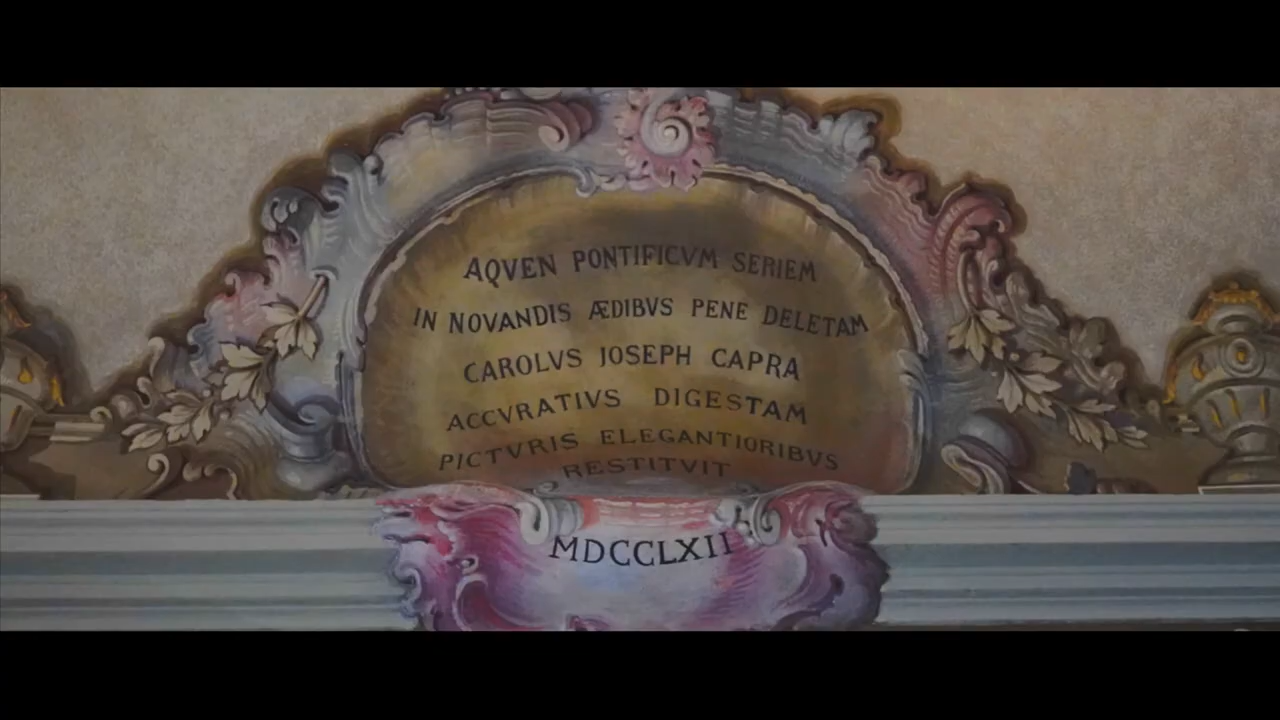 AQVEN PONTIFICVM SERIEM
IN NOVANDIS ÆDIBVS PENE DELETAM
CAROLVS JOSEPH CAPRA
ACCVRATIVS DIGESTAM
PICTVRIS ELEGANTIORIBVS
RESTITVIT
MDCCLXII